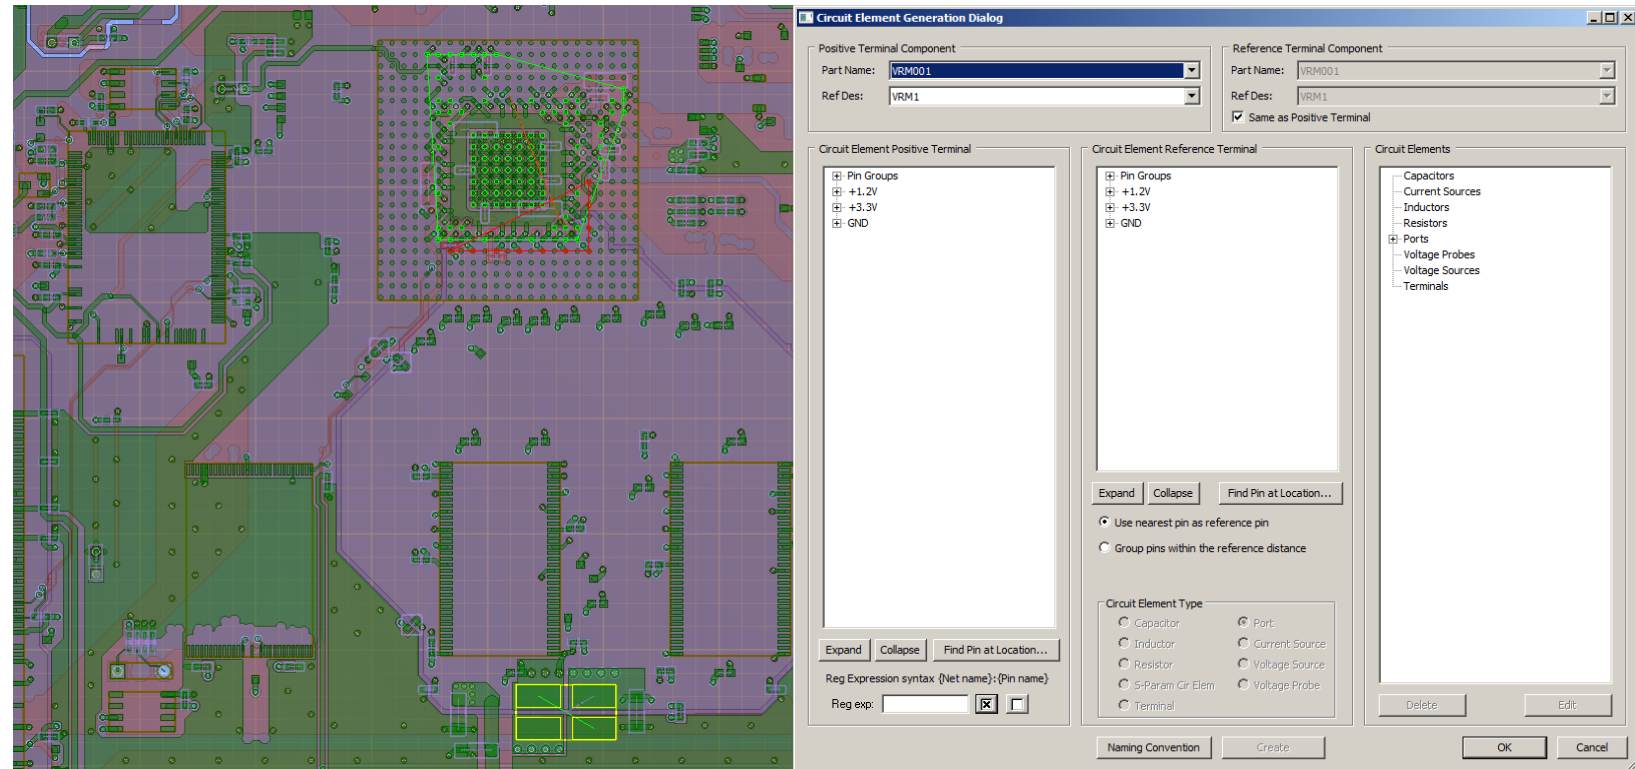 Circuit Element Generation Dialog
Positive Terminal Component
Part Name: VRM001
Ref Des: VRM1
Reference Terminal Component
Part Name: VRM001
Ref Des: VRM1
Same as Positive Terminal
Circuit Element Positive Terminal
Pin Groups
+1.2V
+3.3V
GND
Expand Collapse Find Pin at Location...
Reg Expression syntax {Net name}:{Pin name}
Reg exp:
Circuit Element Reference Terminal
Pin Groups
+1.2V
+3.3V
GND
Expand Collapse Find Pin at Location...
Use nearest pin as reference pin
Group pins within the reference distance
Circuit Element Type
Capacitor Port
Inductor Current Source
Resistor Voltage Source
S-Param Cir Elem Voltage Probe
Terminal
Circuit Elements
Capacitors
Current Sources
Inductors
Resistors
Ports
Voltage Probes
Voltage Sources
Terminals
Delete Edit
Naming Convention Create OK Cancel